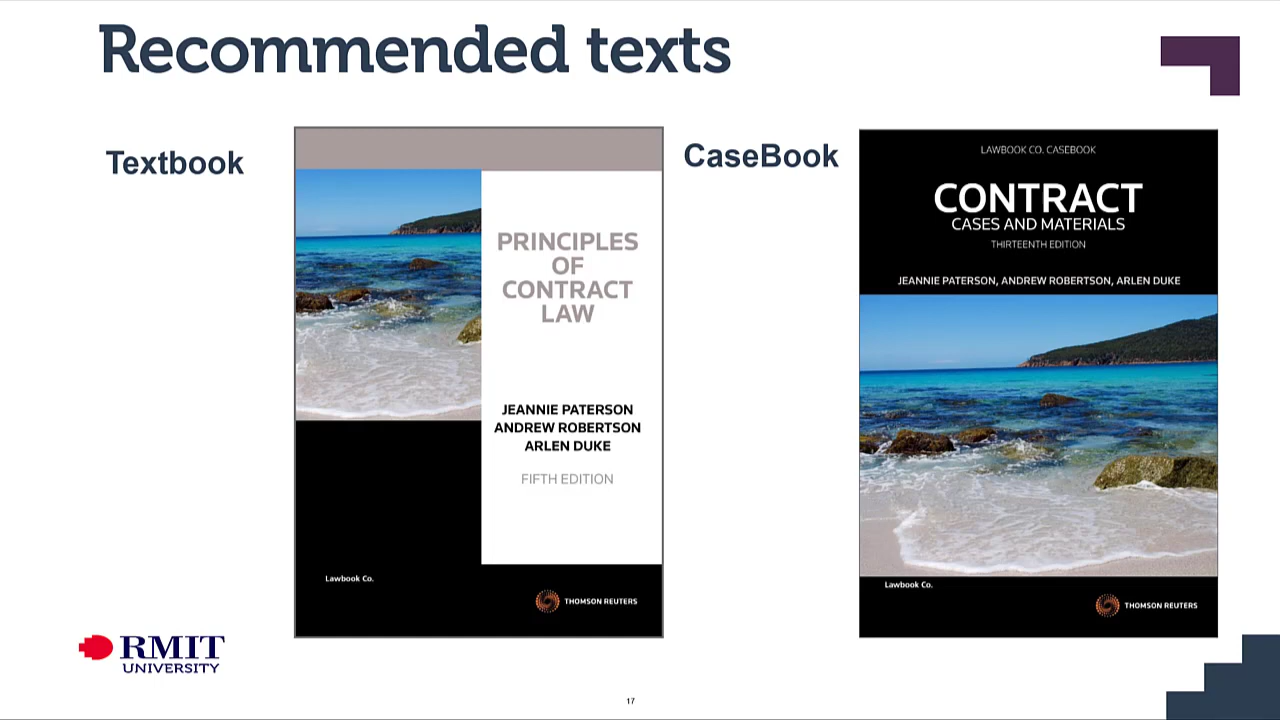 Recommended texts
Textbook
PRINCIPLES
OF
CONTRACT
LAW
JEANNIE PATERSON
ANDREW ROBERTSON
ARLEN DUKE
FIFTH EDITION
Lawbook Co.
THOMSON REUTERS
CaseBook
LAWBOOK CO. CASEBOOK
CONTRACT
CASES AND MATERIALS
THIRTEENTH EDITION
JEANNIE PATERSON, ANDREW ROBERTSON, ARLEN DUKE
Lawbook Co.
THOMSON REUTERS
RMIT
UNIVERSITY
17